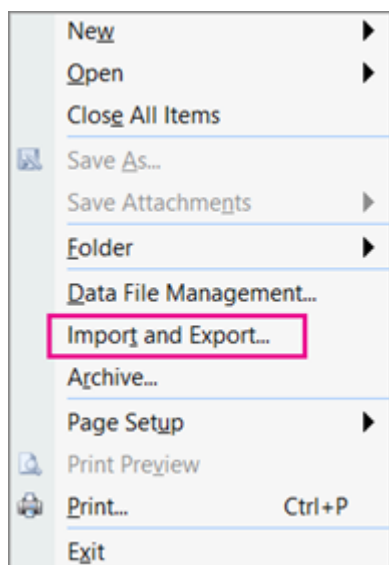 New
Open
Close All Items
Save As...
Save Attachments
Folder
Data File Management...
Import and Export...
Archive...
Page Setup
Print Preview
Print... Ctrl+P
Exit